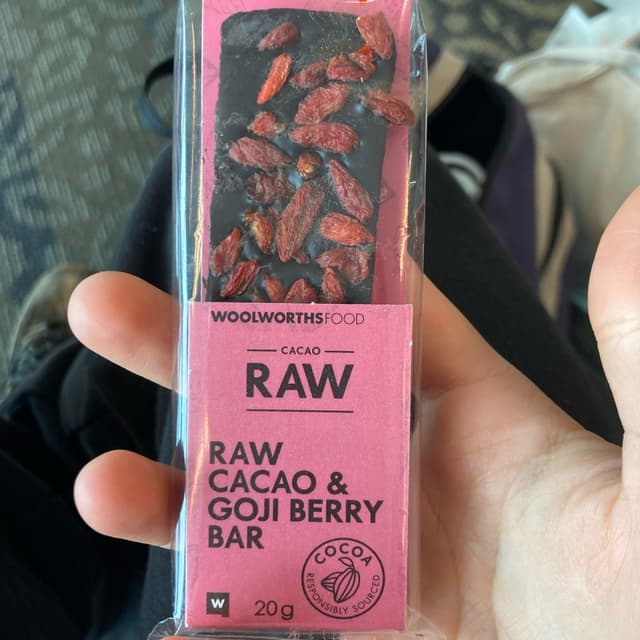 WOOLWORTHSFOOD
CACAO
RAW
RAW
CACAO &
GOJI BERRY
BAR
COCOA
RESPONSIBLY SOURCED
W
20g